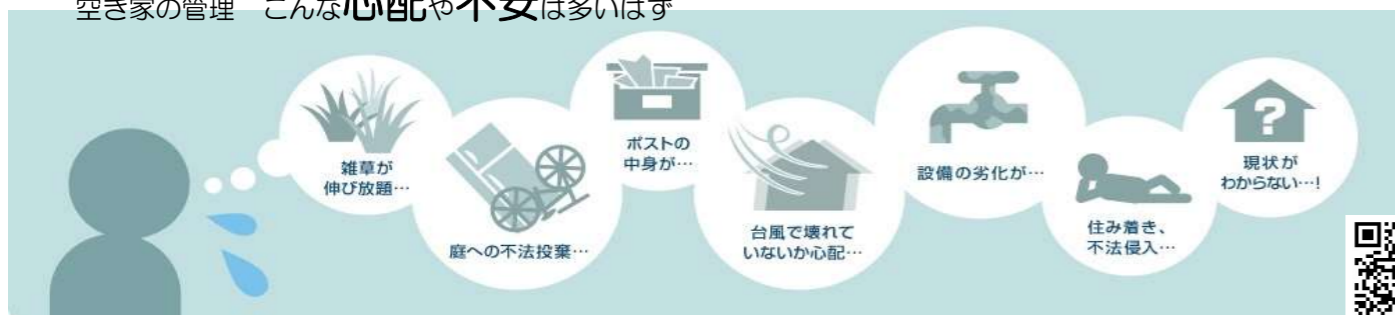 空き家の管理　こんな心配や不安は多いはず
雑草が
伸び放題…
庭への不法投棄…
ポストの
中身が…
台風で壊れて
いないか心配…
設備の劣化が…
住み着き、
不法侵入…
現状が
わからない…!